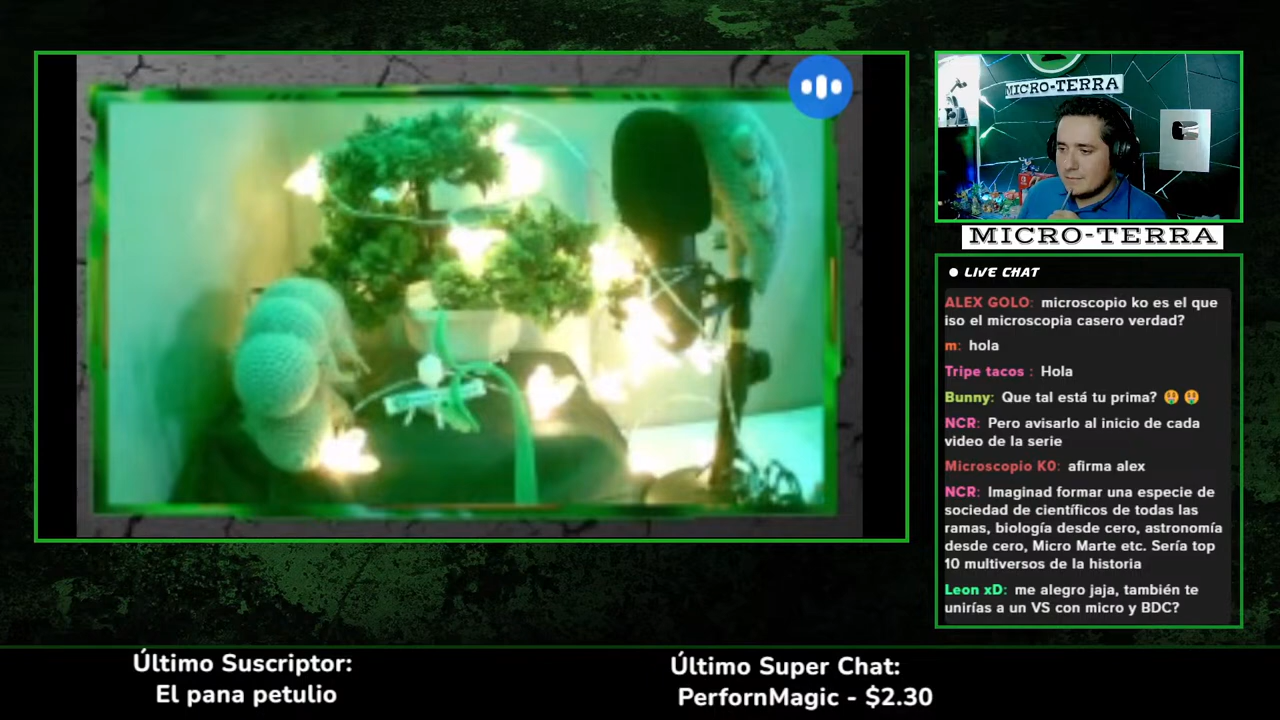 MICRO-TERRA
MICRO-TERRA
LIVE CHAT
ALEX GOLO: microscopio ko es el que
iso el microscopia casero verdad?
m: hola
Tripe tacos : Hola
Bunny: Que tal está tu prima? 🤑 🤑
NCR: Pero avisarlo al inicio de cada
video de la serie
Microscopio K0: afirma alex
NCR: Imaginad formar una especie de
sociedad de científicos de todas las
ramas, biología desde cero, astronomía
desde cero, Micro Marte etc. Sería top
10 multiversos de la historia
Leon xD: me alegro jaja, también te
unirías a un VS con micro y BDC?
Último Suscriptor:
El pana petulio
Último Super Chat:
PerfornMagic - $2.30